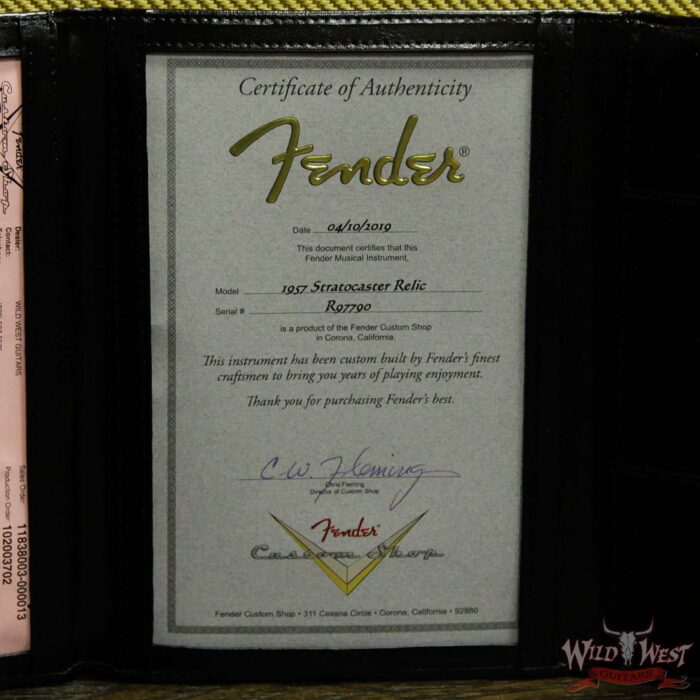 Certificate of Authenticity
Fender®
Date 04/10/2019
This document certifies that this
Fender Musical Instrument,
Model 1957 Stratocaster Relic
Serial # R97790
is a product of the Fender Custom Shop
in Corona, California.
This instrument has been custom built by Fender's finest
craftsmen to bring you years of playing enjoyment.
Thank you for purchasing Fender's best.
C.W. Fleming
Chris Fleming
Director of Custom Shop
Fender®
Custom Shop
Fender Custom Shop • 311 Cessna Circle • Corona, California • 92880
Fender
Custom Shop
Dealer: WILD WEST GUITARS
Contact:
Sales Order: 11838003-000013
Production Order: 102003702
WILD WEST
GUITARS